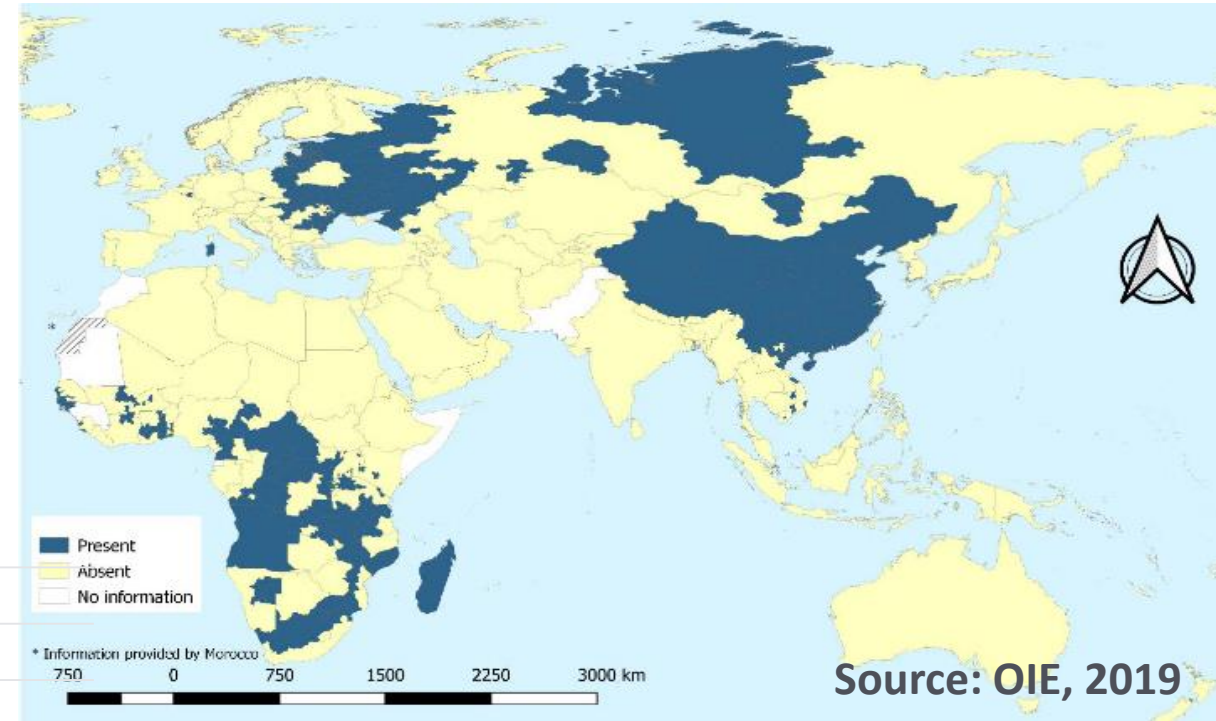 Present
Absent
No information
* Information provided by Morocco
750 0 750 1500 2250 3000 km
Source: OIE, 2019
*